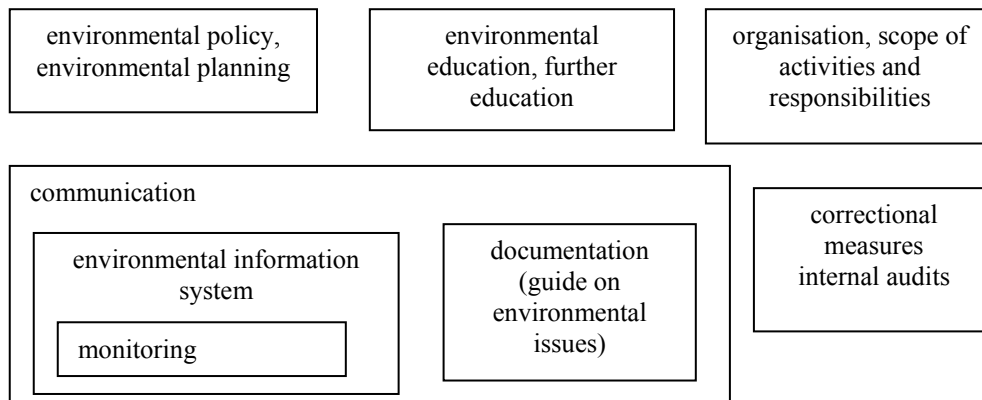 environmental policy,
environmental planning
environmental
education, further
education
organisation, scope of
activities and
responsibilities
communication
environmental information
system
monitoring
documentation
(guide on
environmental
issues)
correctional
measures
internal audits